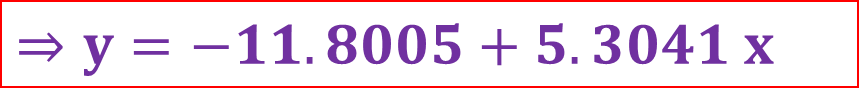 ⇒ y = −11.8005 + 5.3041 x